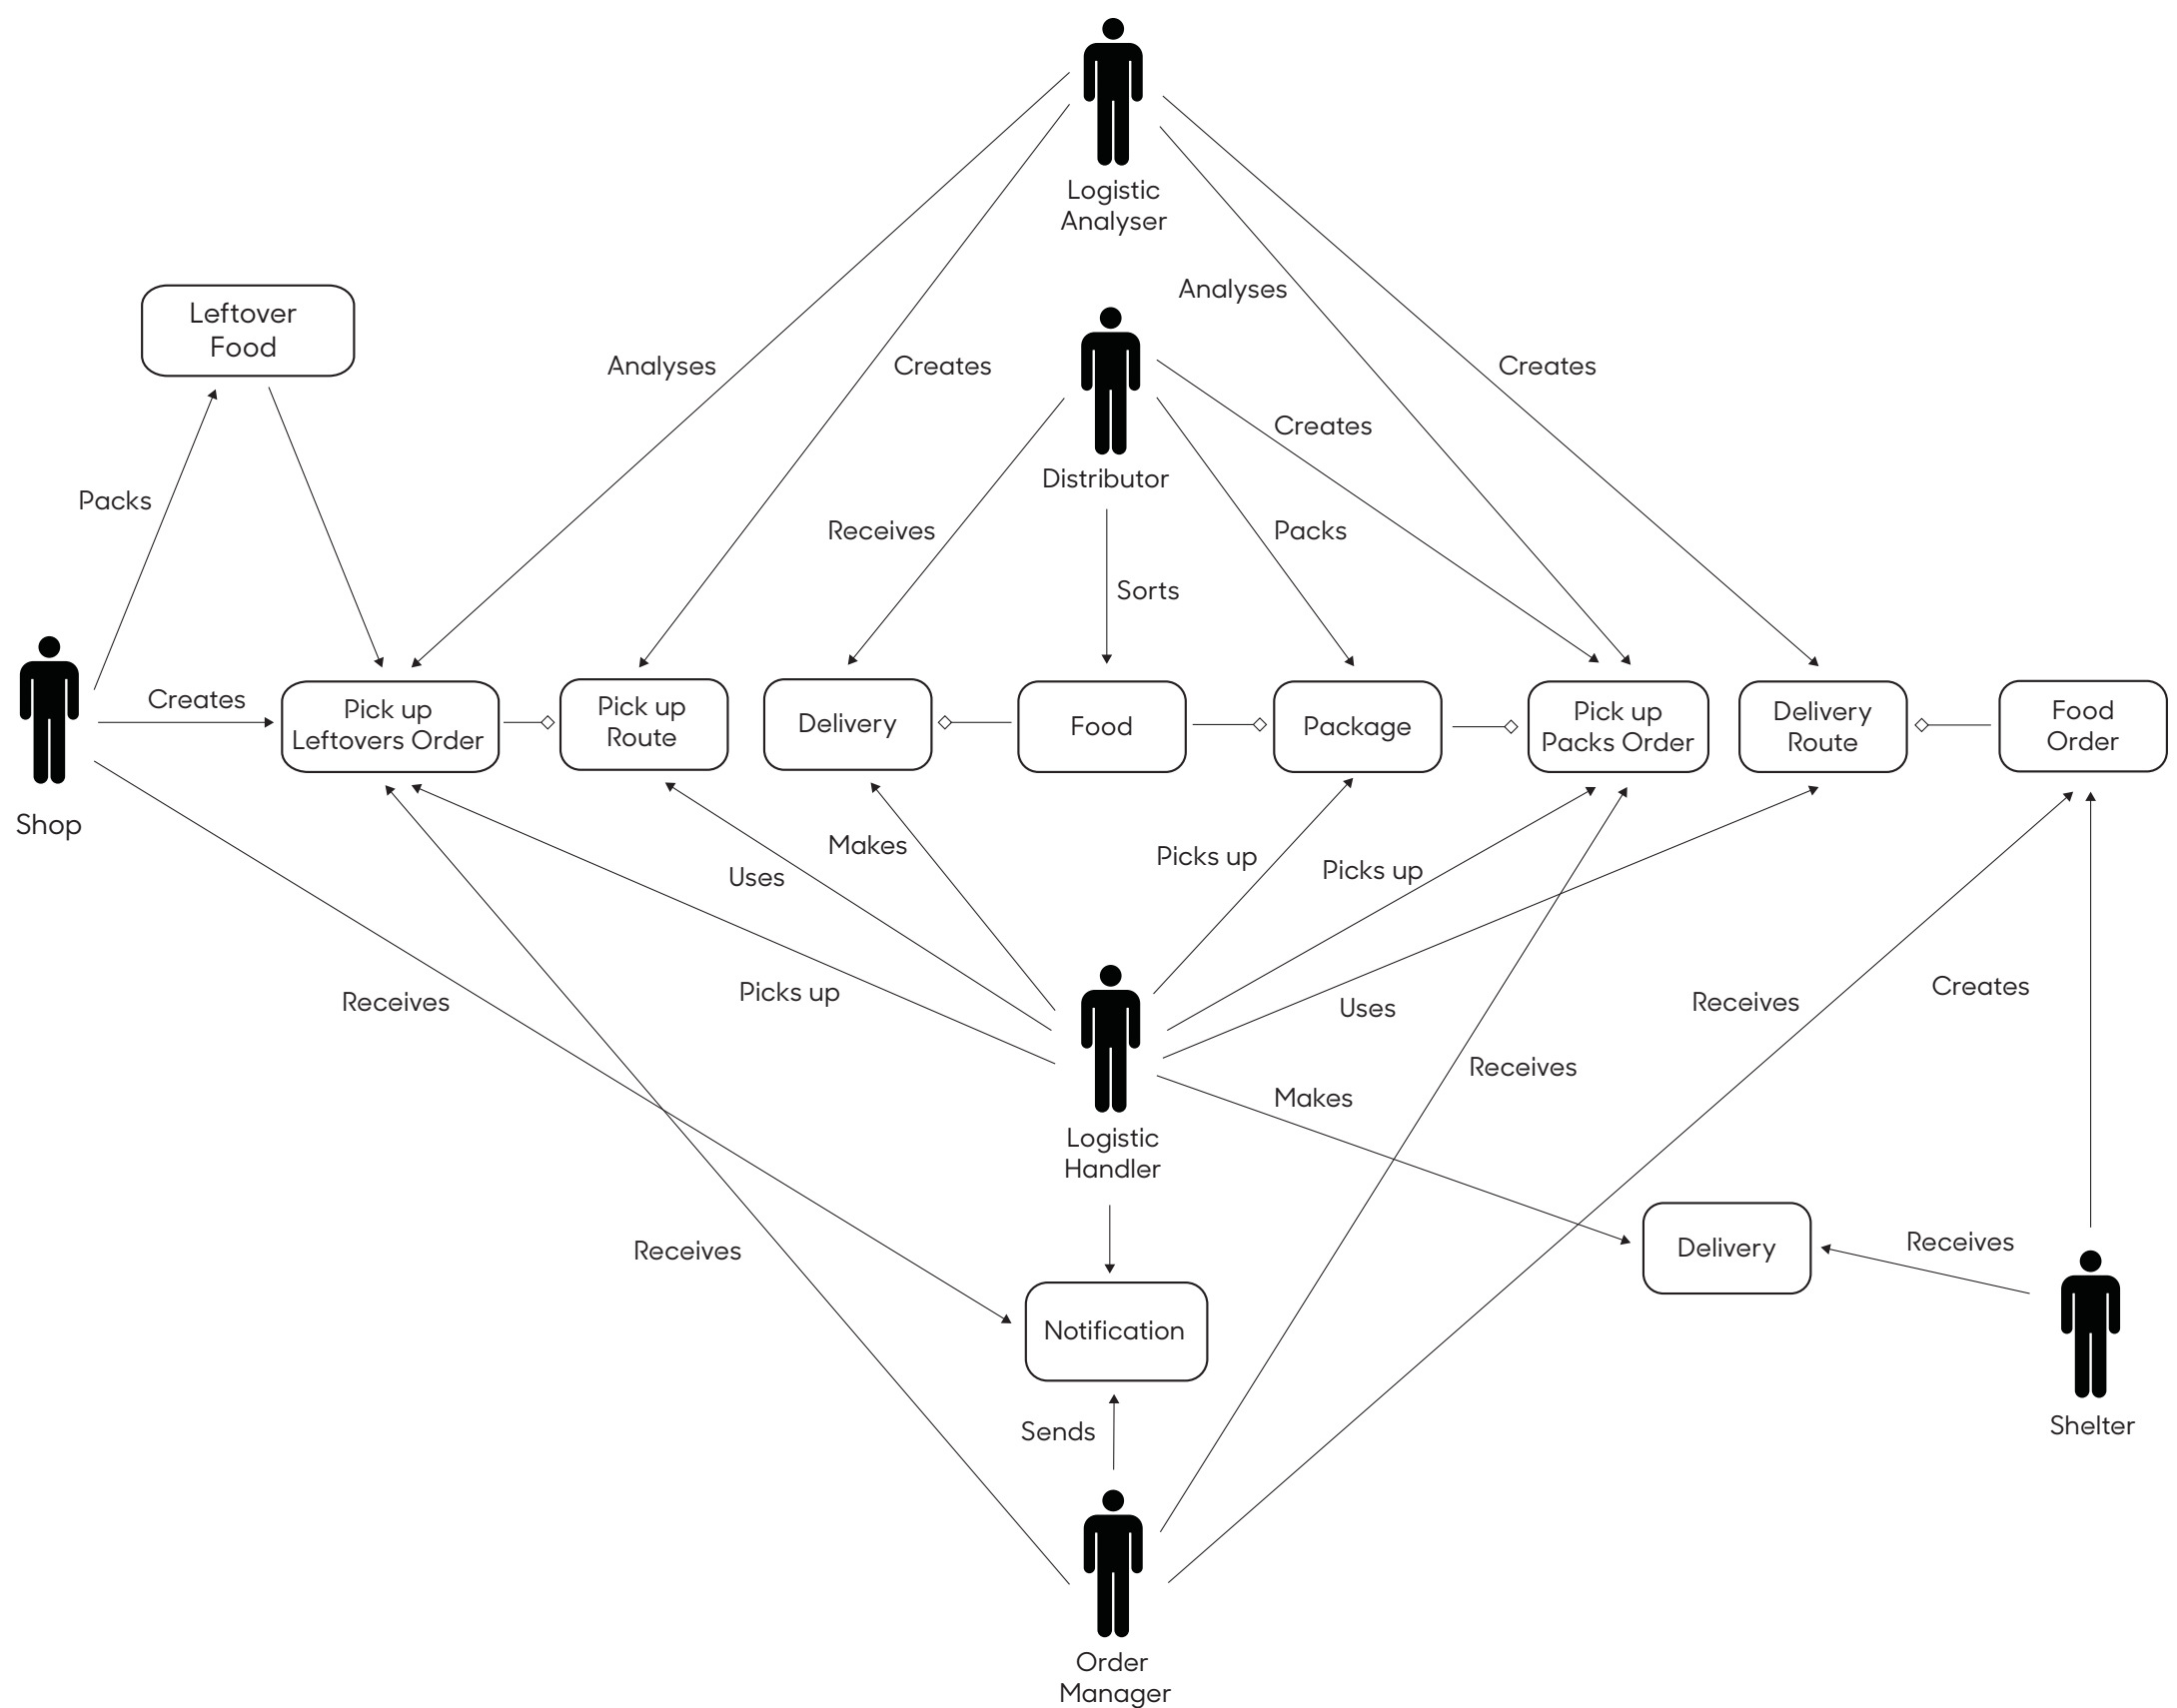 Logistic
Analyser
Analyses
Leftover
Food
Analyses
Creates
Creates
Creates
Distributor
Packs
Receives
Packs
Sorts
Creates
Pick up
Leftovers Order
Pick up
Route
Delivery
Food
Package
Pick up
Packs Order
Delivery
Route
Food
Order
Shop
Makes
Uses
Picks up
Picks up
Picks up
Receives
Uses
Receives
Creates
Receives
Makes
Logistic
Handler
Receives
Delivery
Receives
Notification
Sends
Shelter
Order
Manager